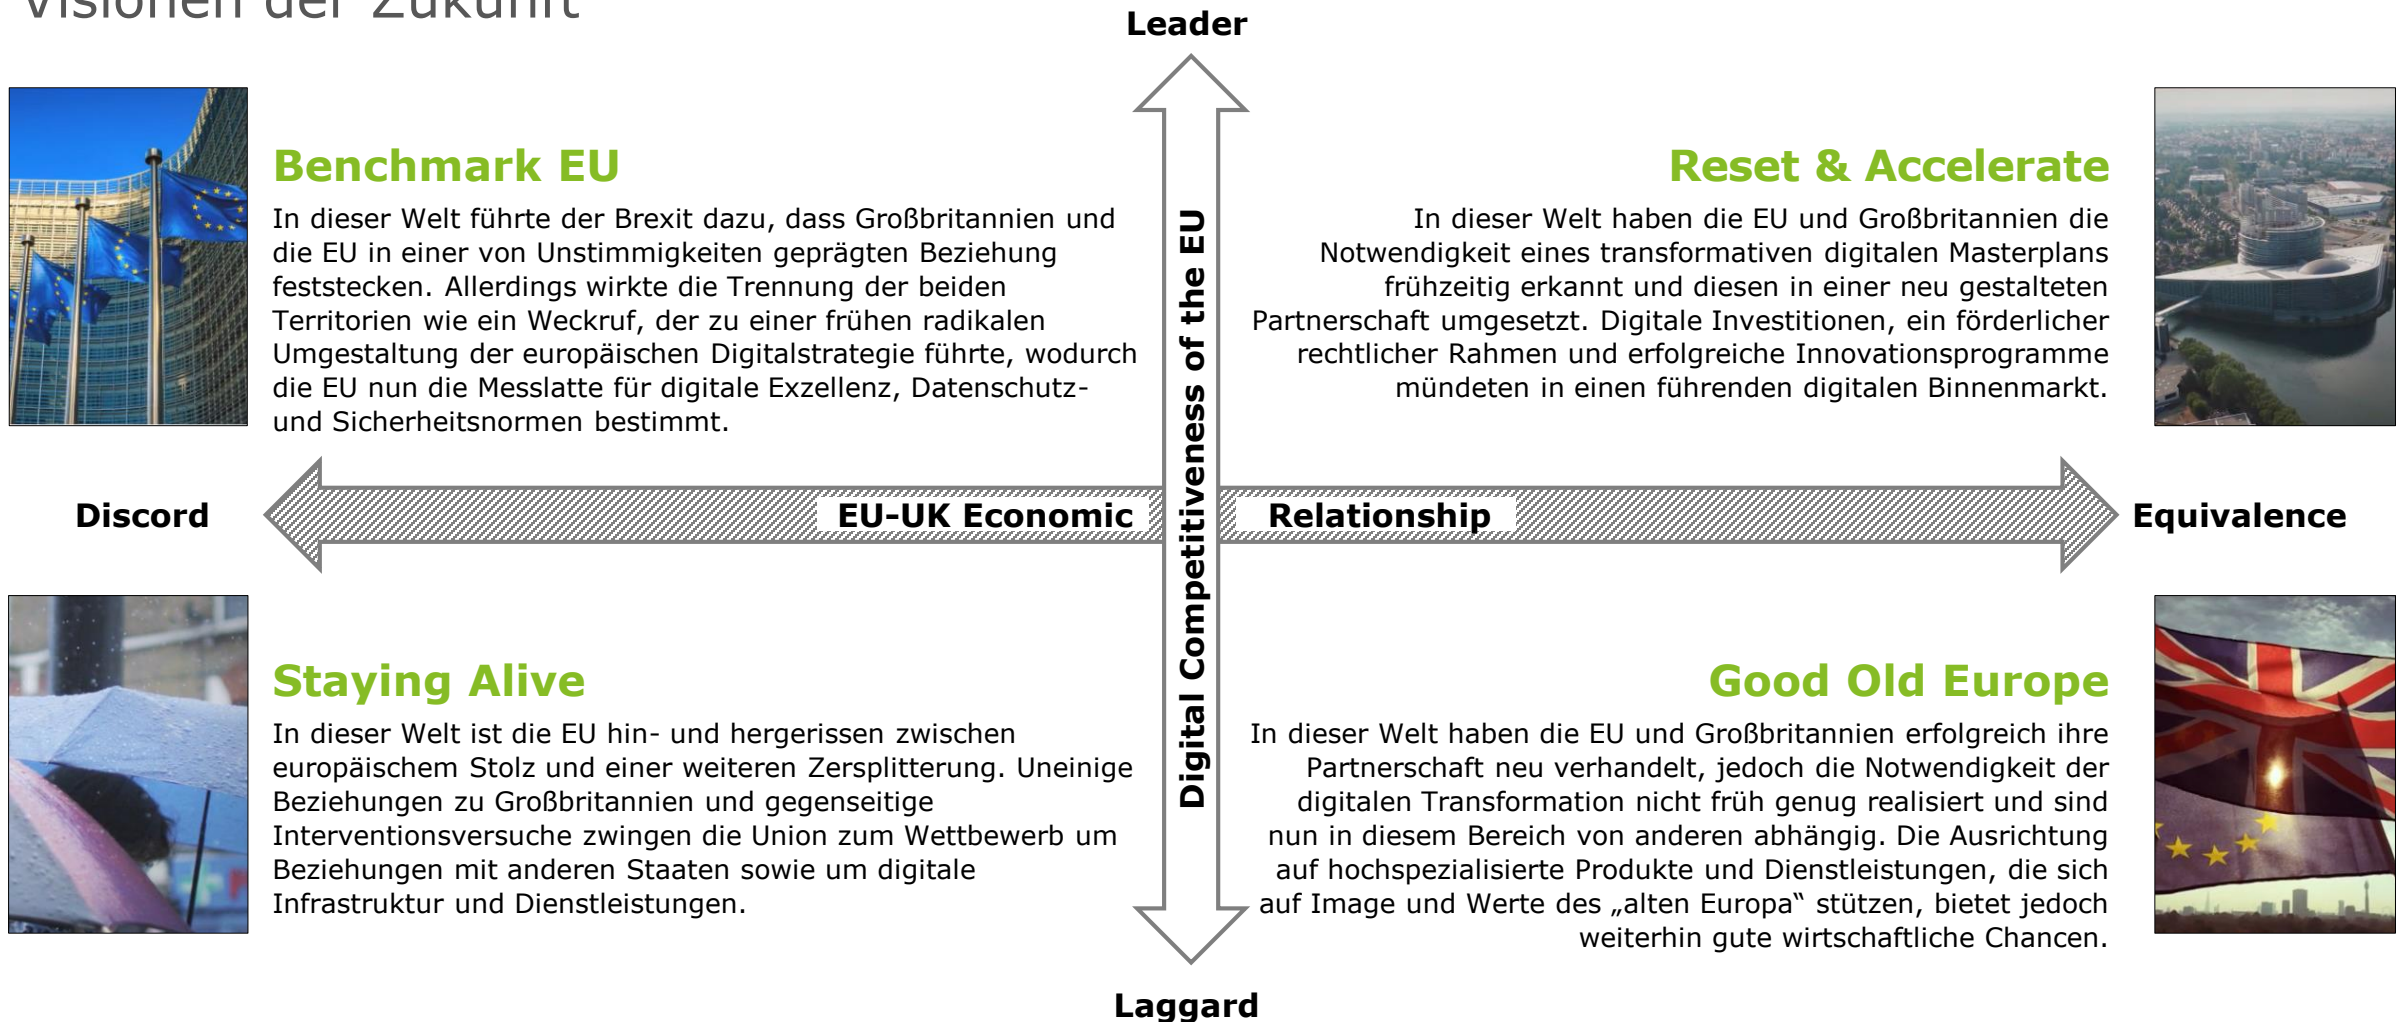 Visionen der Zukunft
Leader
Benchmark EU
In dieser Welt führte der Brexit dazu, dass Großbritannien und
die EU in einer von Unstimmigkeiten geprägten Beziehung
feststecken. Allerdings wirkte die Trennung der beiden
Territorien wie ein Weckruf, der zu einer frühen radikalen
Umgestaltung der europäischen Digitalstrategie führte, wodurch
die EU nun die Messlatte für digitale Exzellenz, Datenschutz-
und Sicherheitsnormen bestimmt.
Reset & Accelerate
In dieser Welt haben die EU und Großbritannien die
Notwendigkeit eines transformativen digitalen Masterplans
frühzeitig erkannt und diesen in einer neu gestalteten
Partnerschaft umgesetzt. Digitale Investitionen, ein förderlicher
rechtlicher Rahmen und erfolgreiche Innovationsprogramme
mündeten in einen führenden digitalen Binnenmarkt.
Digital Competitiveness of the EU
Discord
EU-UK Economic Relationship
Equivalence
Staying Alive
In dieser Welt ist die EU hin- und hergerissen zwischen
europäischem Stolz und einer weiteren Zersplitterung. Uneinige
Beziehungen zu Großbritannien und gegenseitige
Interventionsversuche zwingen die Union zum Wettbewerb um
Beziehungen mit anderen Staaten sowie um digitale
Infrastruktur und Dienstleistungen.
Good Old Europe
In dieser Welt haben die EU und Großbritannien erfolgreich ihre
Partnerschaft neu verhandelt, jedoch die Notwendigkeit der
digitalen Transformation nicht früh genug realisiert und sind
nun in diesem Bereich von anderen abhängig. Die Ausrichtung
auf hochspezialisierte Produkte und Dienstleistungen, die sich
auf Image und Werte des „alten Europa“ stützen, bietet jedoch
weiterhin gute wirtschaftliche Chancen.
Laggard